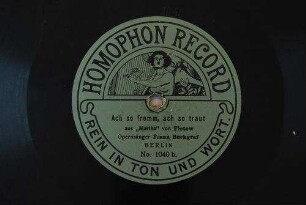 HOMOPHON RECORD
Ach so fromm, ach so traut
aus „Martha“ von Flotow
Opernsänger Franz Burkgraf
BERLIN
No. 1040 b.
REIN IN TON UND WORT.